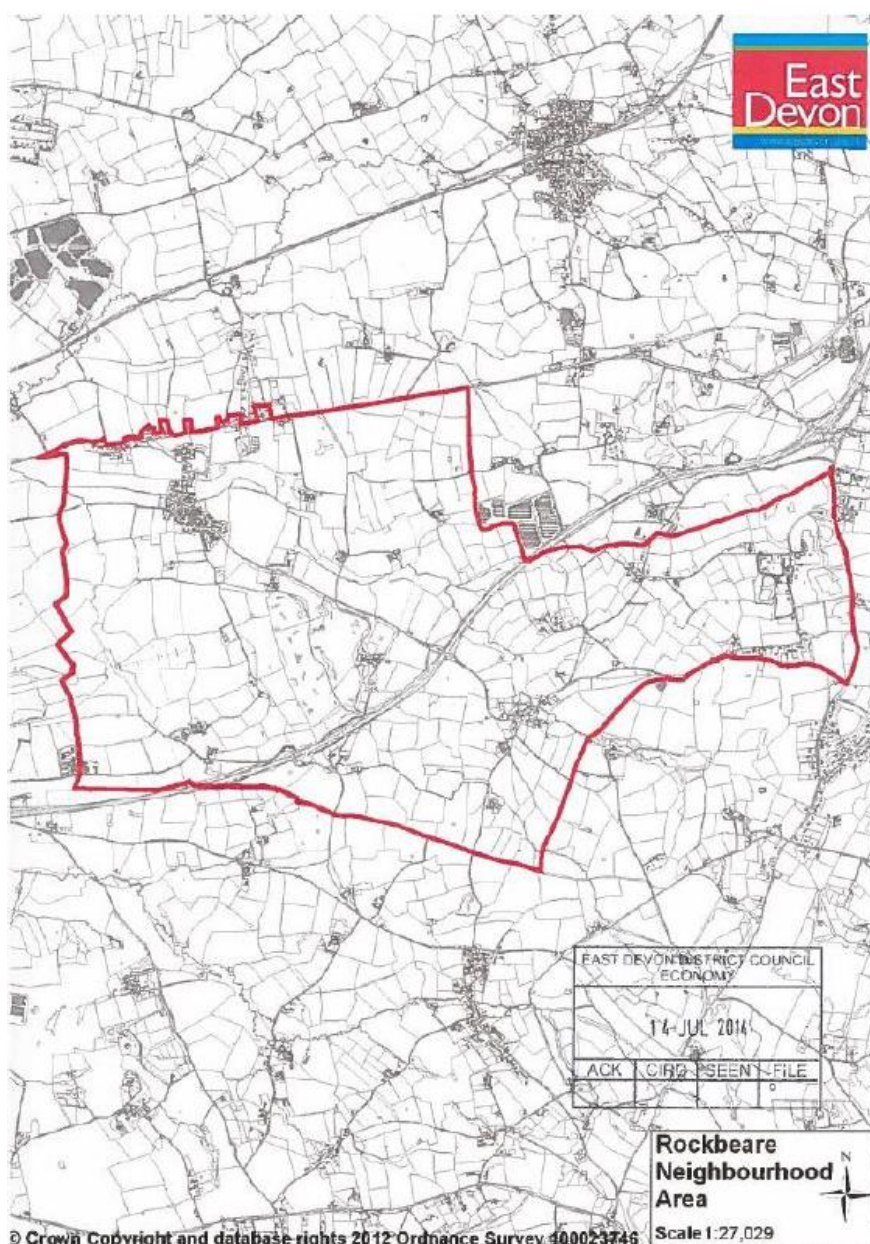 East
Devon
EAST DEVON DISTRICT COUNCIL
ECONOMY
14 JUL 2014
ACK CIRD SEEN FILE
Rockbeare
Neighbourhood
Area
N
Scale 1:27,029
© Crown Copyright and database rights 2012 Ordnance Survey 100023746